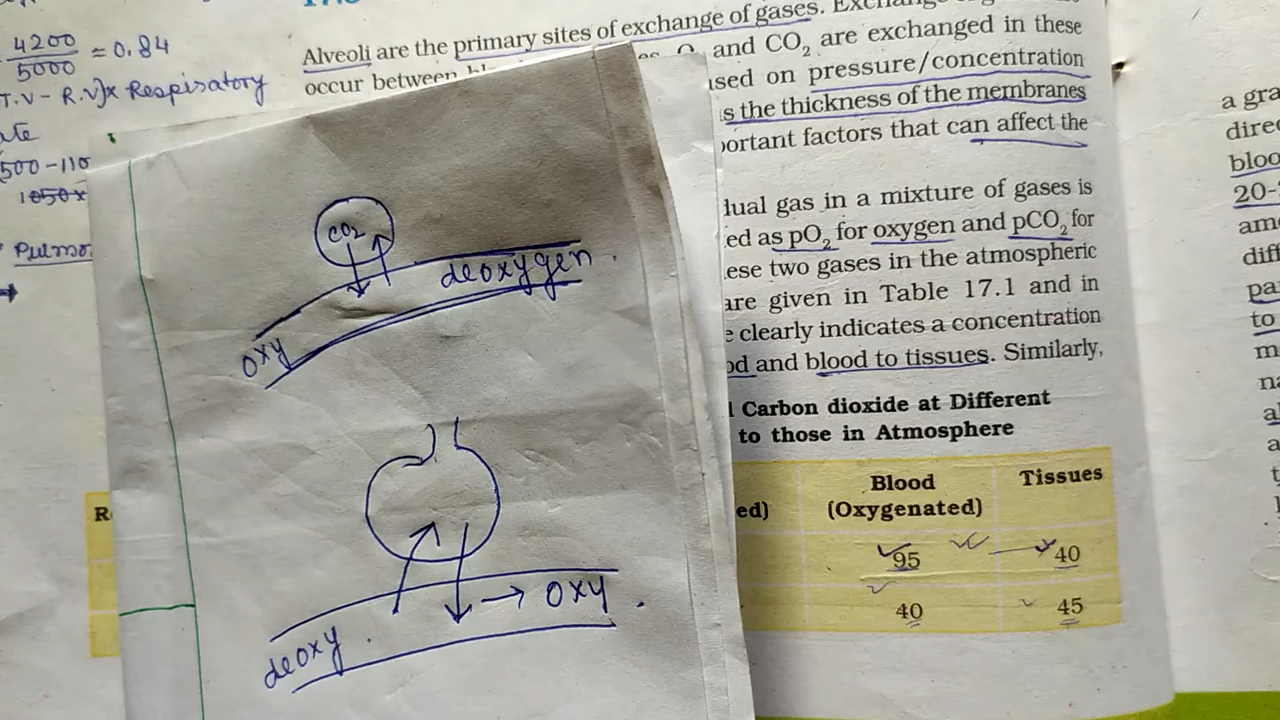 17.3
4200
5000
= 0.84
T.V - R.V)x Respiratory
ate
500 - 110
1050x
Pulmo
Alveoli are the primary sites of exchange of gases.
occur between
O and CO2 are exchanged in these
ased on pressure/concentration
s the thickness of the membranes
portant factors that can affect the
dual gas in a mixture of gases is
ed as pO2 for oxygen and pCO2 for
ese two gases in the atmospheric
are given in Table 17.1 and in
e clearly indicates a concentration
od and blood to tissues. Similarly,
l Carbon dioxide at Different
to those in Atmosphere
ed)
Blood
(Oxygenated)
Tissues
95
40
40
45
R
CO2
deoxygen.
oxy
deoxy.
→ oxy.
a gra
direc
bloo
20-
am
diff
pa
to
m
na
a
a
t